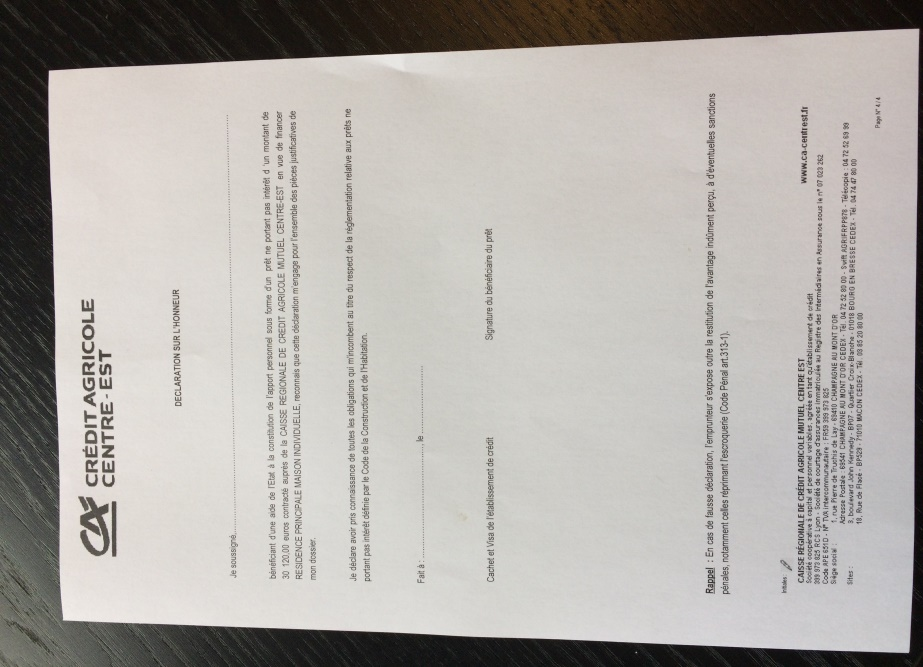 CRÉDIT AGRICOLE
CENTRE - EST
DECLARATION SUR L'HONNEUR
Je soussigné,...................................................................................................................
bénéficiant d'une aide de l'Etat à la constitution de l'apport personnel sous forme d'un prêt ne portant pas intérêt d 'un montant de
30 120,00 euros contracté auprès de la CAISSE REGIONALE DE CREDIT AGRICOLE MUTUEL CENTRE-EST en vue de financer
RESIDENCE PRINCIPALE MAISON INDIVIDUELLE, reconnais que cette déclaration m'engage pour l'ensemble des pièces justificatives de
mon dossier.
Je déclare avoir pris connaissance de toutes les obligations qui m'incombent au titre du respect de la réglementation relative aux prêts ne
portant pas intérêt définie par le Code de la Construction et de l'Habitation.
Fait à : ................................ , le ........................
Cachet et Visa de l'établissement de crédit Signature du bénéficiaire du prêt
Rappel : En cas de fausse déclaration, l'emprunteur s'expose outre la restitution de l'avantage indûment perçu, à d'éventuelles sanctions
pénales, notamment celles réprimant l'escroquerie (Code Pénal art.313-1).
Initiales :
CAISSE RÉGIONALE DE CRÉDIT AGRICOLE MUTUEL CENTRE EST www.ca-centrest.fr
Société coopérative à capital et personnel variables, agréée en tant qu'établissement de crédit
399 973 825 RCS Lyon - Société de courtage d'assurances immatriculée au Registre des Intermédiaires en Assurance sous le n° 07 023 262
Code APE 6510 - N° TVA Intercommunautaire : FR59 399 973 825
Siège social : 1, rue Pierre de Truchis de Lay - 69410 CHAMPAGNE AU MONT D'OR
Adresse Postale : 69541 CHAMPAGNE AU MONT D'OR CEDEX - Tél : 04 72 52 80 00 - Swift AGRIFRPP878 - Télécopie : 04 72 52 89 99
Sites : 3, boulevard John Kennedy - BP07 - Quartier Croix-Blanche - 01018 BOURG EN BRESSE CEDEX - Tél. 04 74 47 80 00
18, Rue de Flacé - BP529 - 71010 MACON CEDEX - Tél. 03 85 20 80 00
Page N° 4 / 4